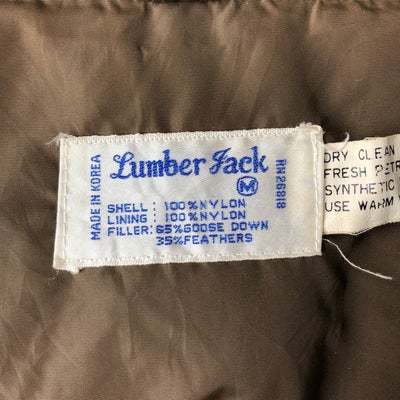 MADE IN KOREA
Lumber Jack
M
RN26818
SHELL : 100%NYLON
LINING : 100%NYLON
FILLER: 65%GOOSE DOWN
35%FEATHERS
DRY CLEAN
FRESH PETR
SYNTHETIC
USE WARM